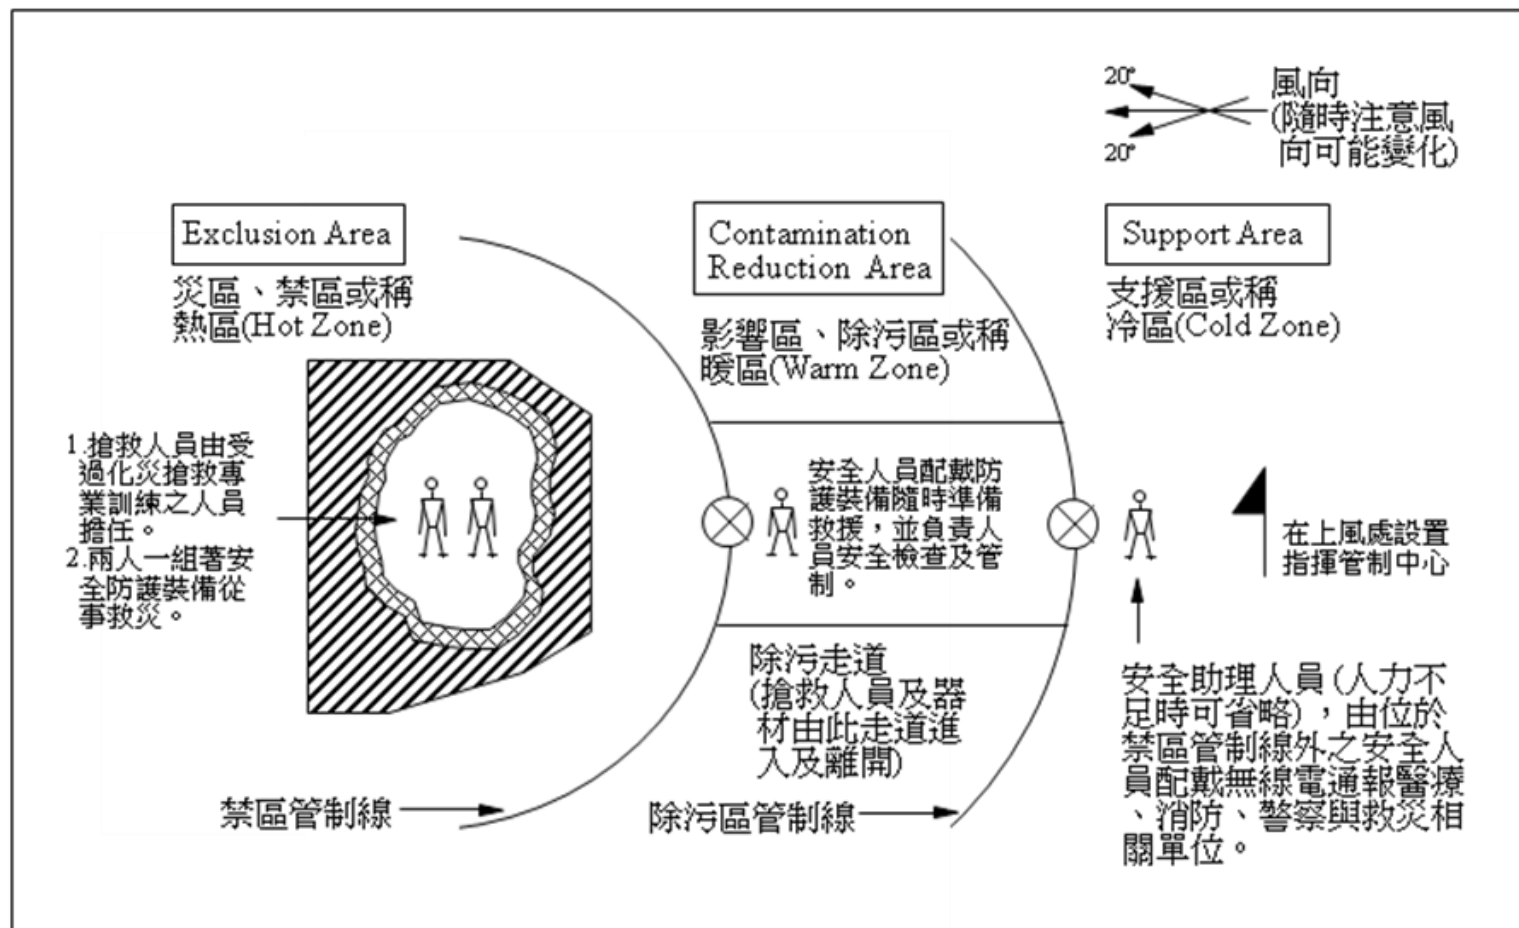 20°
風向
(隨時注意風
向可能變化)
20°
Exclusion Area
災區、禁區或稱
熱區(Hot Zone)
Contamination
Reduction Area
影響區、除污區或稱
暖區(Warm Zone)
Support Area
支援區或稱
冷區(Cold Zone)
1.搶救人員由受
過化災搶救專
業訓練之人員
擔任。
2.兩人一組著安
全防護裝備從
事救災。
安全人員配戴防
護裝備隨時準備
救援，並負責人
員安全檢查及管
制。
在上風處設置
指揮管制中心
除污走道
(搶救人員及器
材由此走道進
入及離開)
安全助理人員(人力不
足時可省略)，由位於
禁區管制線外之安全人
員配戴無線電通報醫療
、消防、警察與救災相
關單位。
禁區管制線
除污區管制線